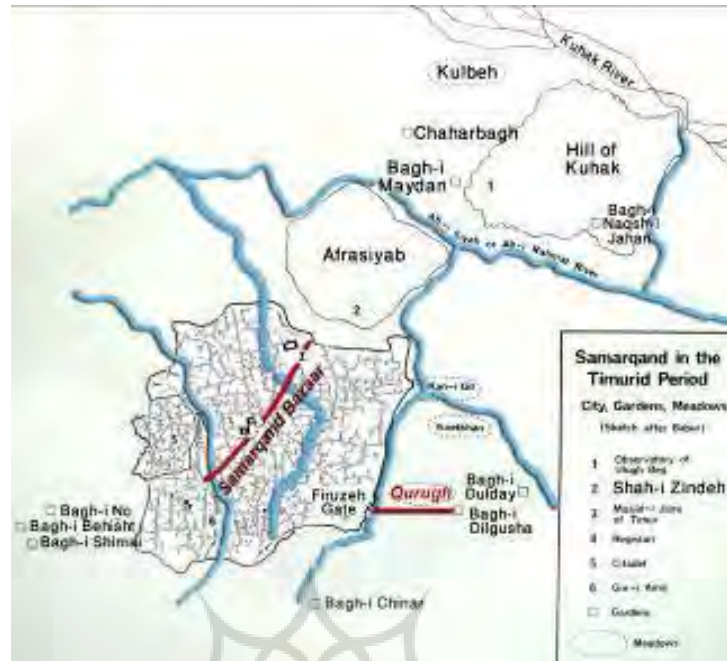 Kuhak River
Kulbeh
Chaharbagh
Hill of
Kuhak
Bagh-i
Maydan
1
Bagh-i
Naqsh-i
Jahan
River
Afrasiyab
2
Samarqand Bazaar
Firuzeh
Gate
Qurugh
Bagh-i
Dulday
Bagh-i
Dilgusha
Bagh-i No
Bagh-i Behisht
Bagh-i Shimal
Bagh-i Chinar
Samarqand in the
Timurid Period
City, Gardens, Meadows
(Sketch after Babur)
1 Observatory of
Ulugh Beg
2 Shah-i Zindeh
3 Masjid-i Jame
of Timur
4 Registan
5 Citadel
6 Gur-i Amir
Gardens
Meadows